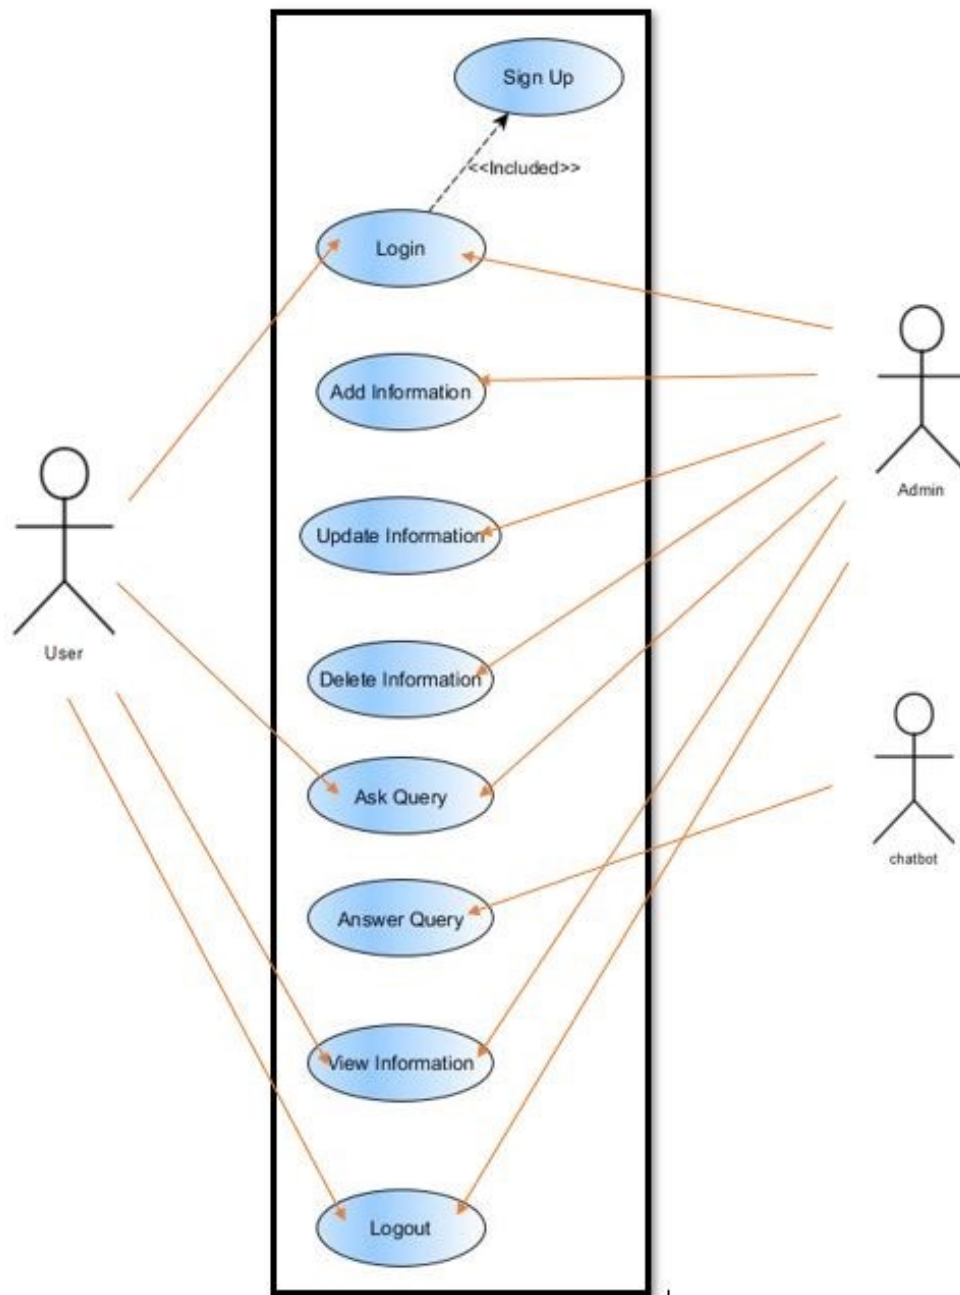 Sign Up
<<Included>>
Login
Add Information
Admin
Update Information
User
Delete Information
Ask Query
chatbot
Answer Query
View Information
Logout